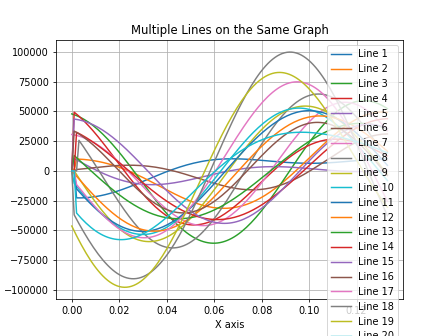 Multiple Lines on the Same Graph
100000
75000
50000
25000
0
−25000
−50000
−75000
−100000
0.00
0.02
0.04
0.06
0.08
0.10
X axis
Line 1
Line 2
Line 3
Line 4
Line 5
Line 6
Line 7
Line 8
Line 9
Line 10
Line 11
Line 12
Line 13
Line 14
Line 15
Line 16
Line 17
Line 18
Line 19
Line 20